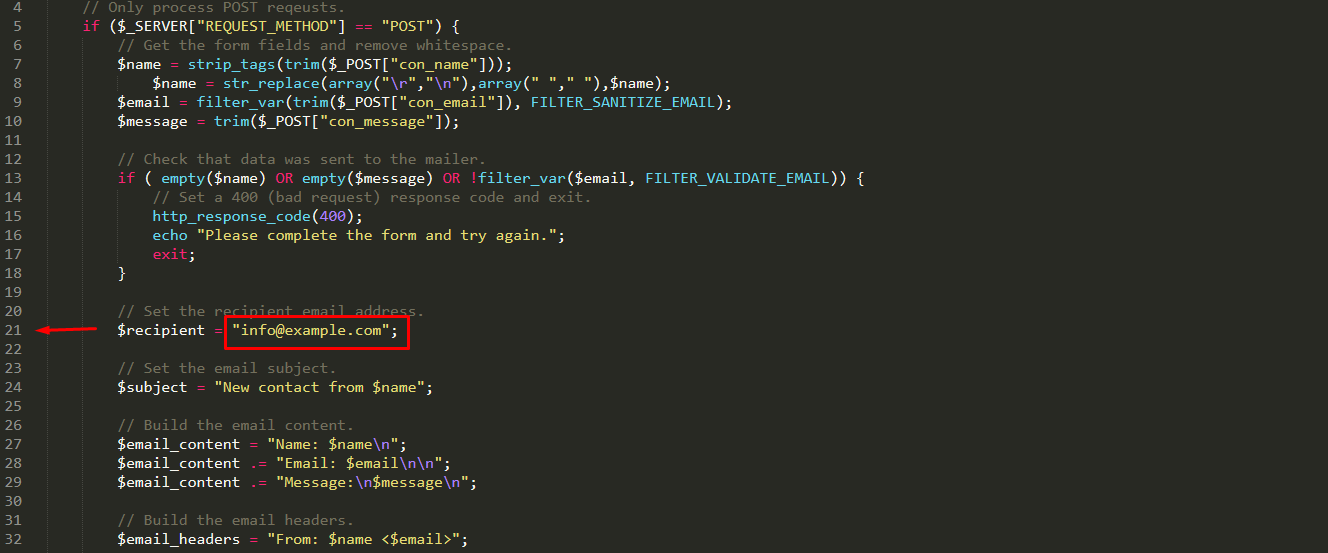 4 // Only process POST reqeusts.
5 if ($_SERVER["REQUEST_METHOD"] == "POST") {
6 // Get the form fields and remove whitespace.
7 $name = strip_tags(trim($_POST["con_name"]));
8 $name = str_replace(array("\r","\n"),array(" "," "),$name);
9 $email = filter_var(trim($_POST["con_email"]), FILTER_SANITIZE_EMAIL);
10 $message = trim($_POST["con_message"]);
11
12 // Check that data was sent to the mailer.
13 if ( empty($name) OR empty($message) OR !filter_var($email, FILTER_VALIDATE_EMAIL)) {
14 // Set a 400 (bad request) response code and exit.
15 http_response_code(400);
16 echo "Please complete the form and try again.";
17 exit;
18 }
19
20 // Set the recipient email address.
21 $recipient = "info@example.com";
22
23 // Set the email subject.
24 $subject = "New contact from $name";
25
26 // Build the email content.
27 $email_content = "Name: $name\n";
28 $email_content .= "Email: $email\n\n";
29 $email_content .= "Message:\n$message\n";
30
31 // Build the email headers.
32 $email_headers = "From: $name <$email>";